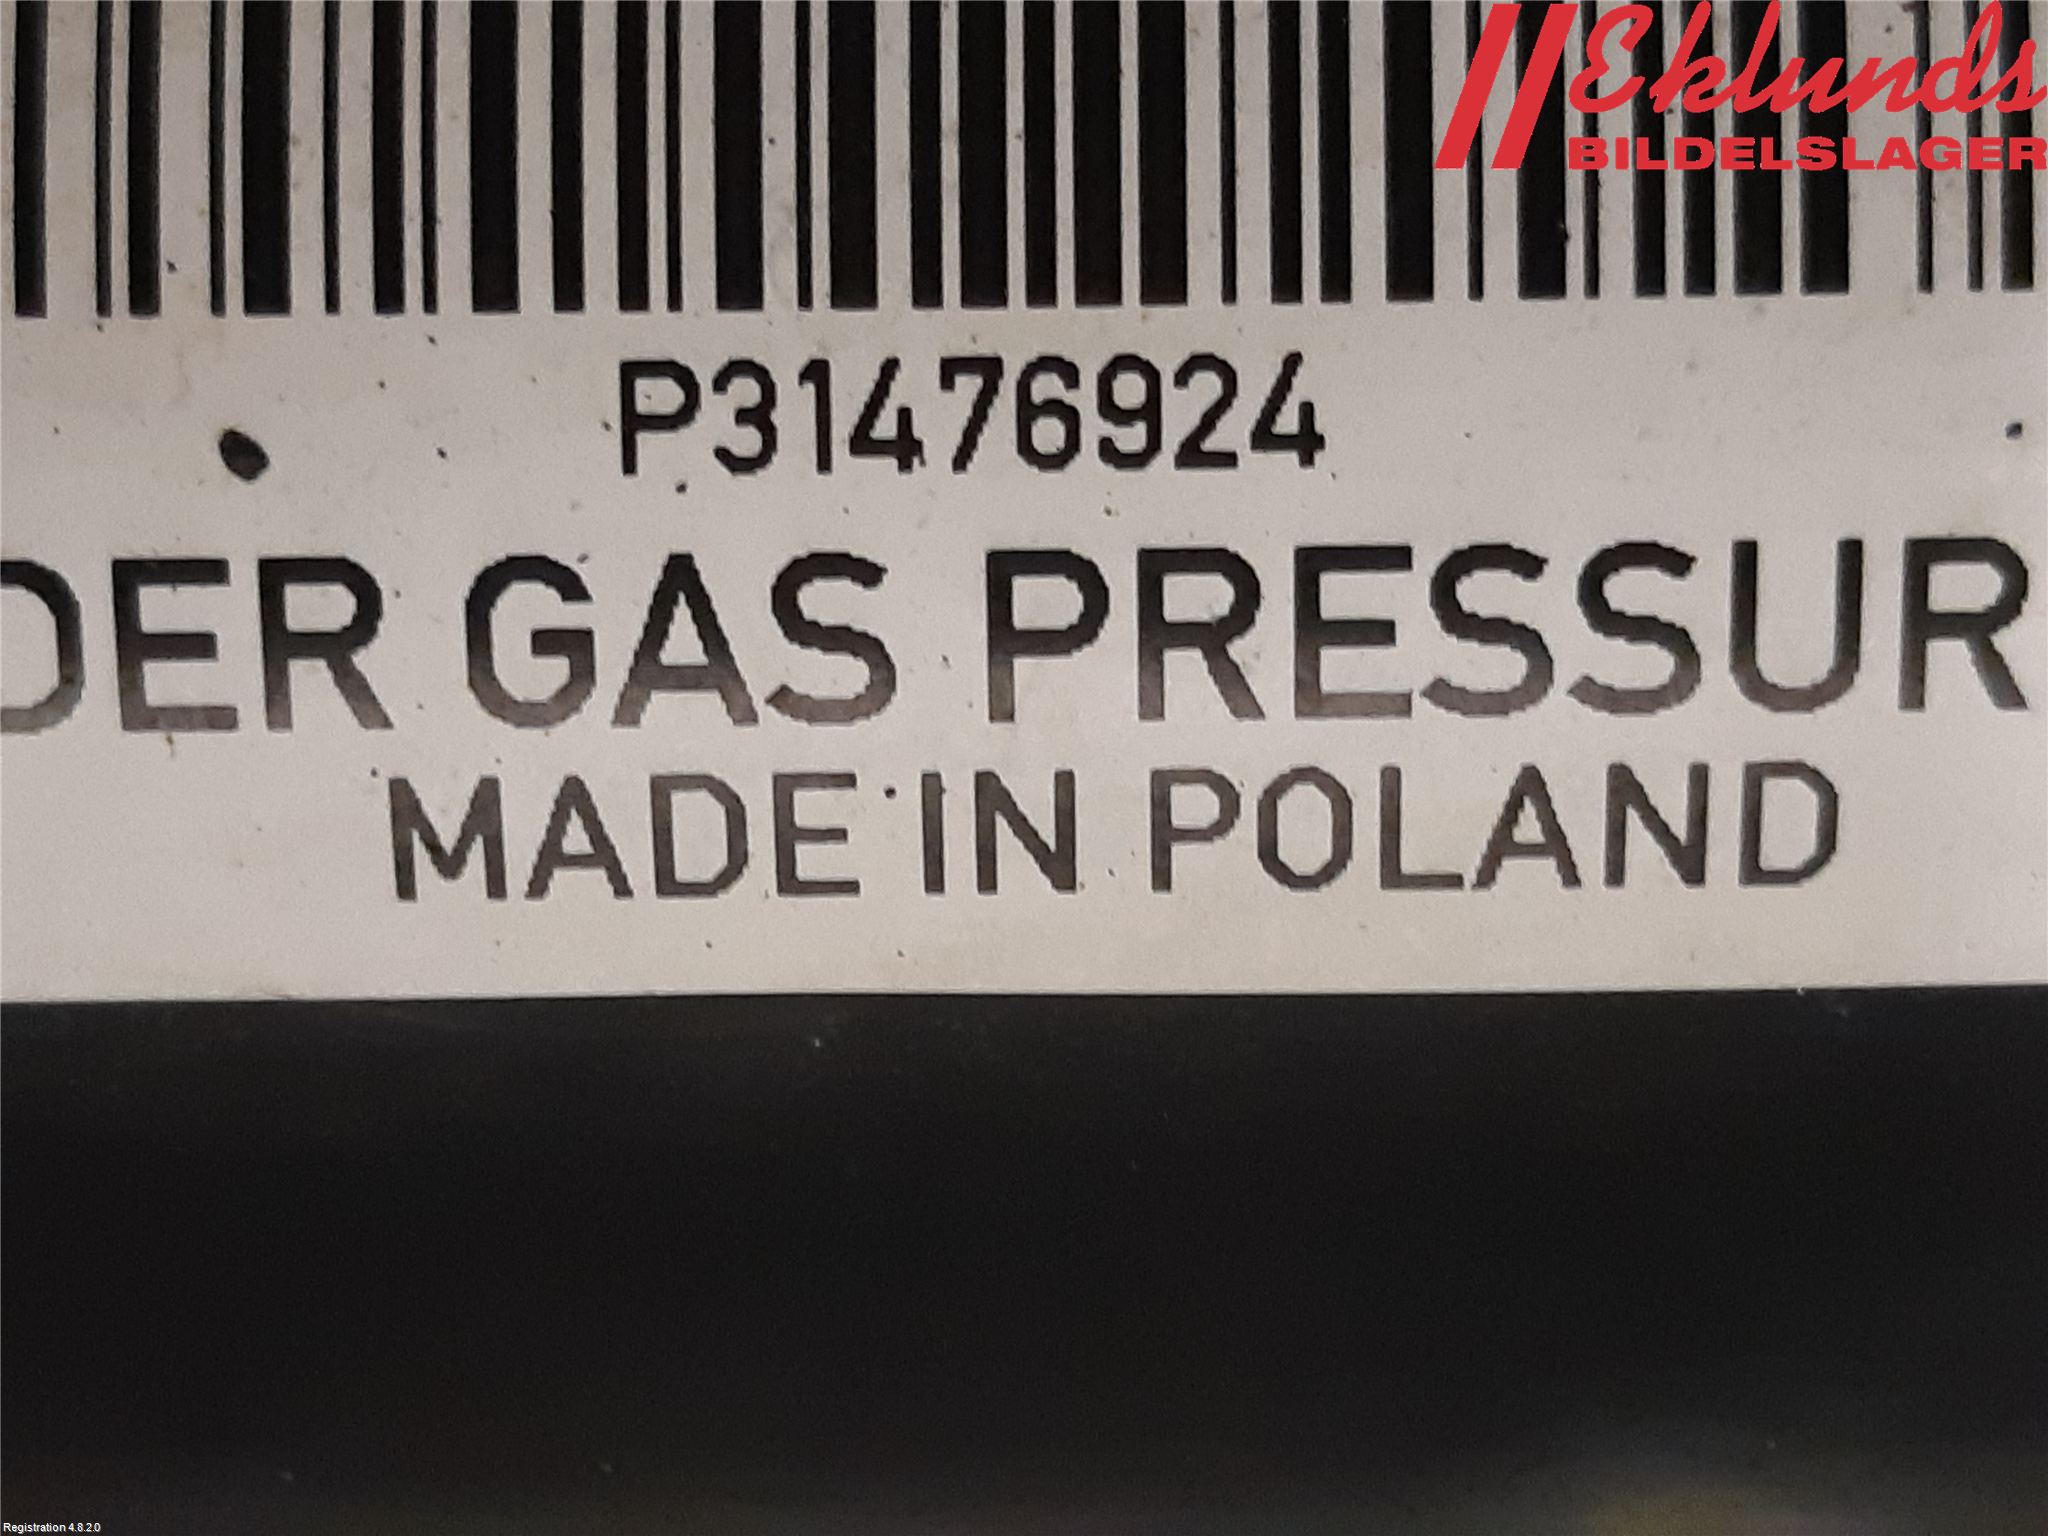 Eklunds
BILDELSLAGER
P31476924
DER GAS PRESSUR
MADE IN POLAND
Registration 4.8.2.0